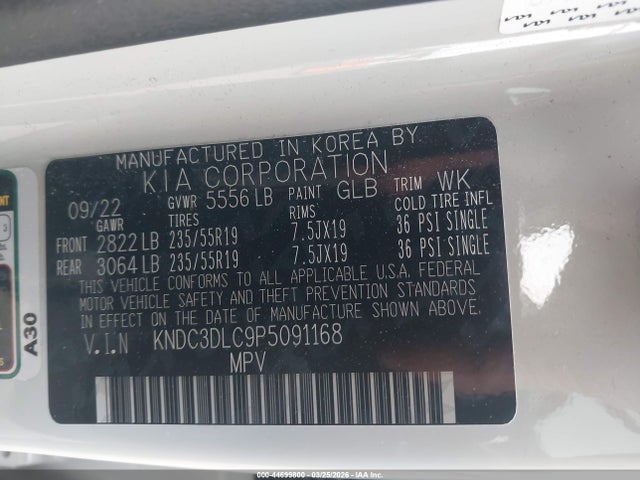 MANUFACTURED IN KOREA BY
KIA CORPORATION
09/22 GVWR 5556 LB PAINT GLB TRIM WK
GAWR TIRES RIMS COLD TIRE INFL
FRONT 2822 LB 235/55R19 7.5JX19 36 PSI SINGLE
REAR 3064 LB 235/55R19 7.5JX19 36 PSI SINGLE
THIS VEHICLE CONFORMS TO ALL APPLICABLE U.S.A. FEDERAL
MOTOR VEHICLE SAFETY AND THEFT PREVENTION STANDARDS
IN EFFECT ON THE DATE OF MANUFACTURE SHOWN ABOVE.
V.I.N KNDC3DLC9P5091168
MPV
A30
3
000-44699800 - 03/25/2026 - IAA Inc.